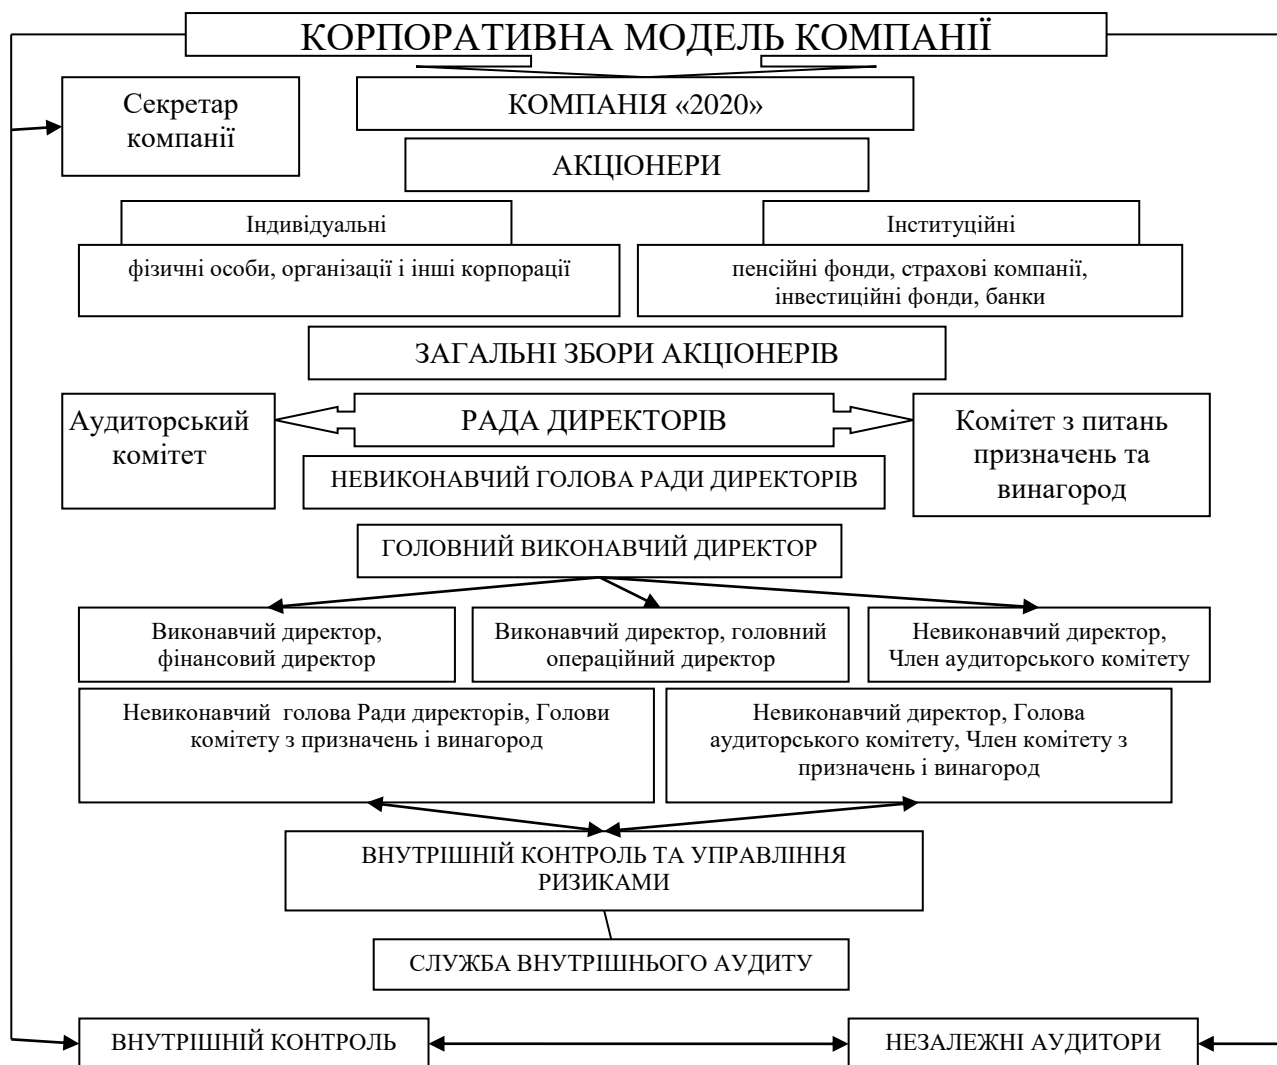 КОРПОРАТИВНА МОДЕЛЬ КОМПАНІЇ
Секретар
компанії
КОМПАНІЯ «2020»
АКЦІОНЕРИ
Індивідуальні
фізичні особи, організації і інші корпорації
Інституційні
пенсійні фонди, страхові компанії,
інвестиційні фонди, банки
ЗАГАЛЬНІ ЗБОРИ АКЦІОНЕРІВ
Аудиторський
комітет
РАДА ДИРЕКТОРІВ
Комітет з питань
призначень та
винагород
НЕВИКОНАВЧИЙ ГОЛОВА РАДИ ДИРЕКТОРІВ
ГОЛОВНИЙ ВИКОНАВЧИЙ ДИРЕКТОР
Виконавчий директор,
фінансовий директор
Виконавчий директор, головний
операційний директор
Невиконавчий директор,
Член аудиторського комітету
Невиконавчий голова Ради директорів, Голови
комітету з призначень і винагород
Невиконавчий директор, Голова
аудиторського комітету, Член комітету з
призначень і винагород
ВНУТРІШНІЙ КОНТРОЛЬ ТА УПРАВЛІННЯ
РИЗИКАМИ
СЛУЖБА ВНУТРІШНЬОГО АУДИТУ
ВНУТРІШНІЙ КОНТРОЛЬ
НЕЗАЛЕЖНІ АУДИТОРИ